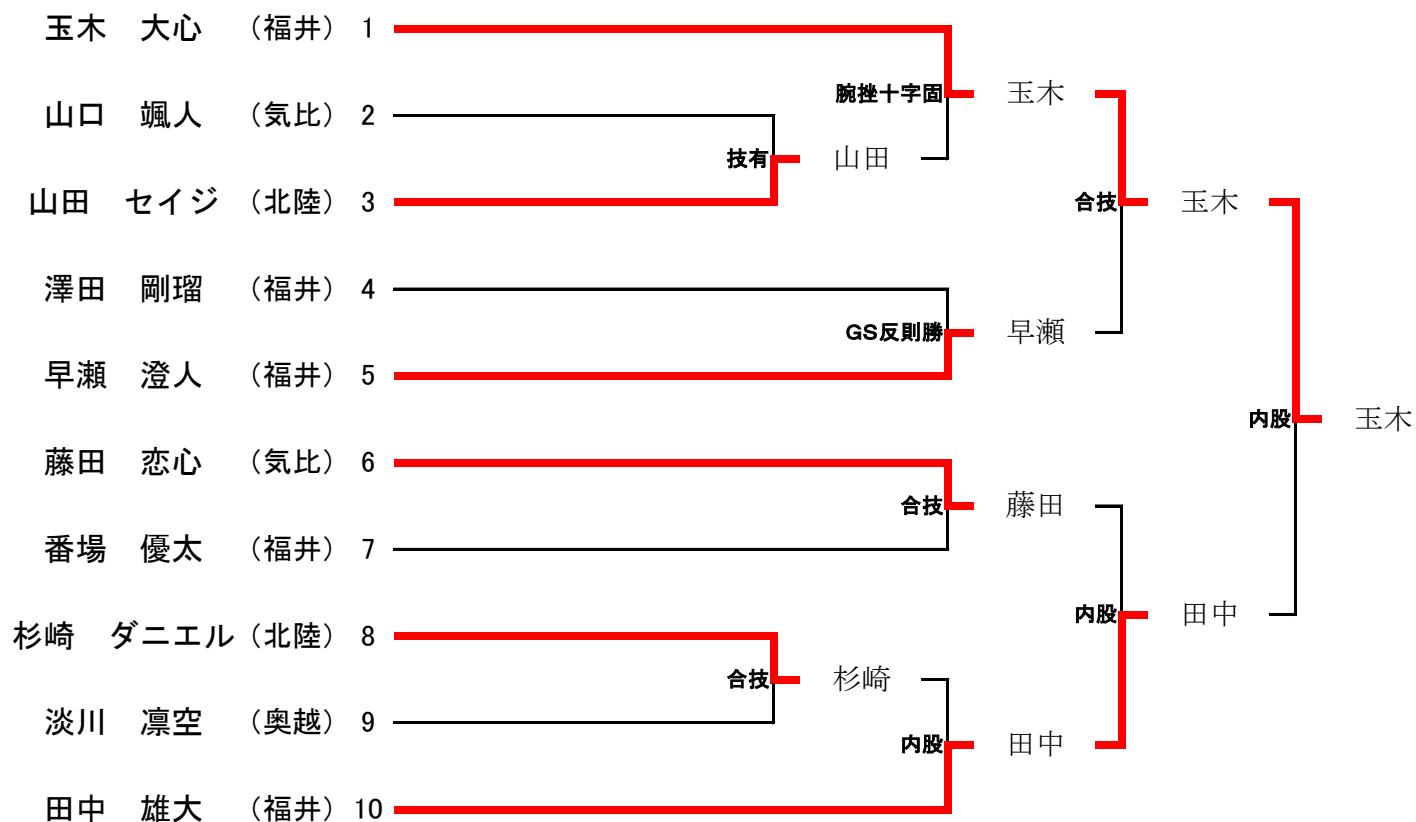 玉木　大心　（福井） 1
腕挫十字固
玉木
山口　颯人　（気比） 2
技有
山田
山田　セイジ　（北陸） 3
合技
玉木
澤田　剛瑠　（福井） 4
GS反則勝
早瀬
早瀬　澄人　（福井） 5
内股
玉木
藤田　恋心　（気比） 6
合技
藤田
番場　優太　（福井） 7
内股
田中
杉崎　ダニエル（北陸） 8
合技
杉崎
淡川　凛空　（奥越） 9
内股
田中
田中　雄大　（福井） 10